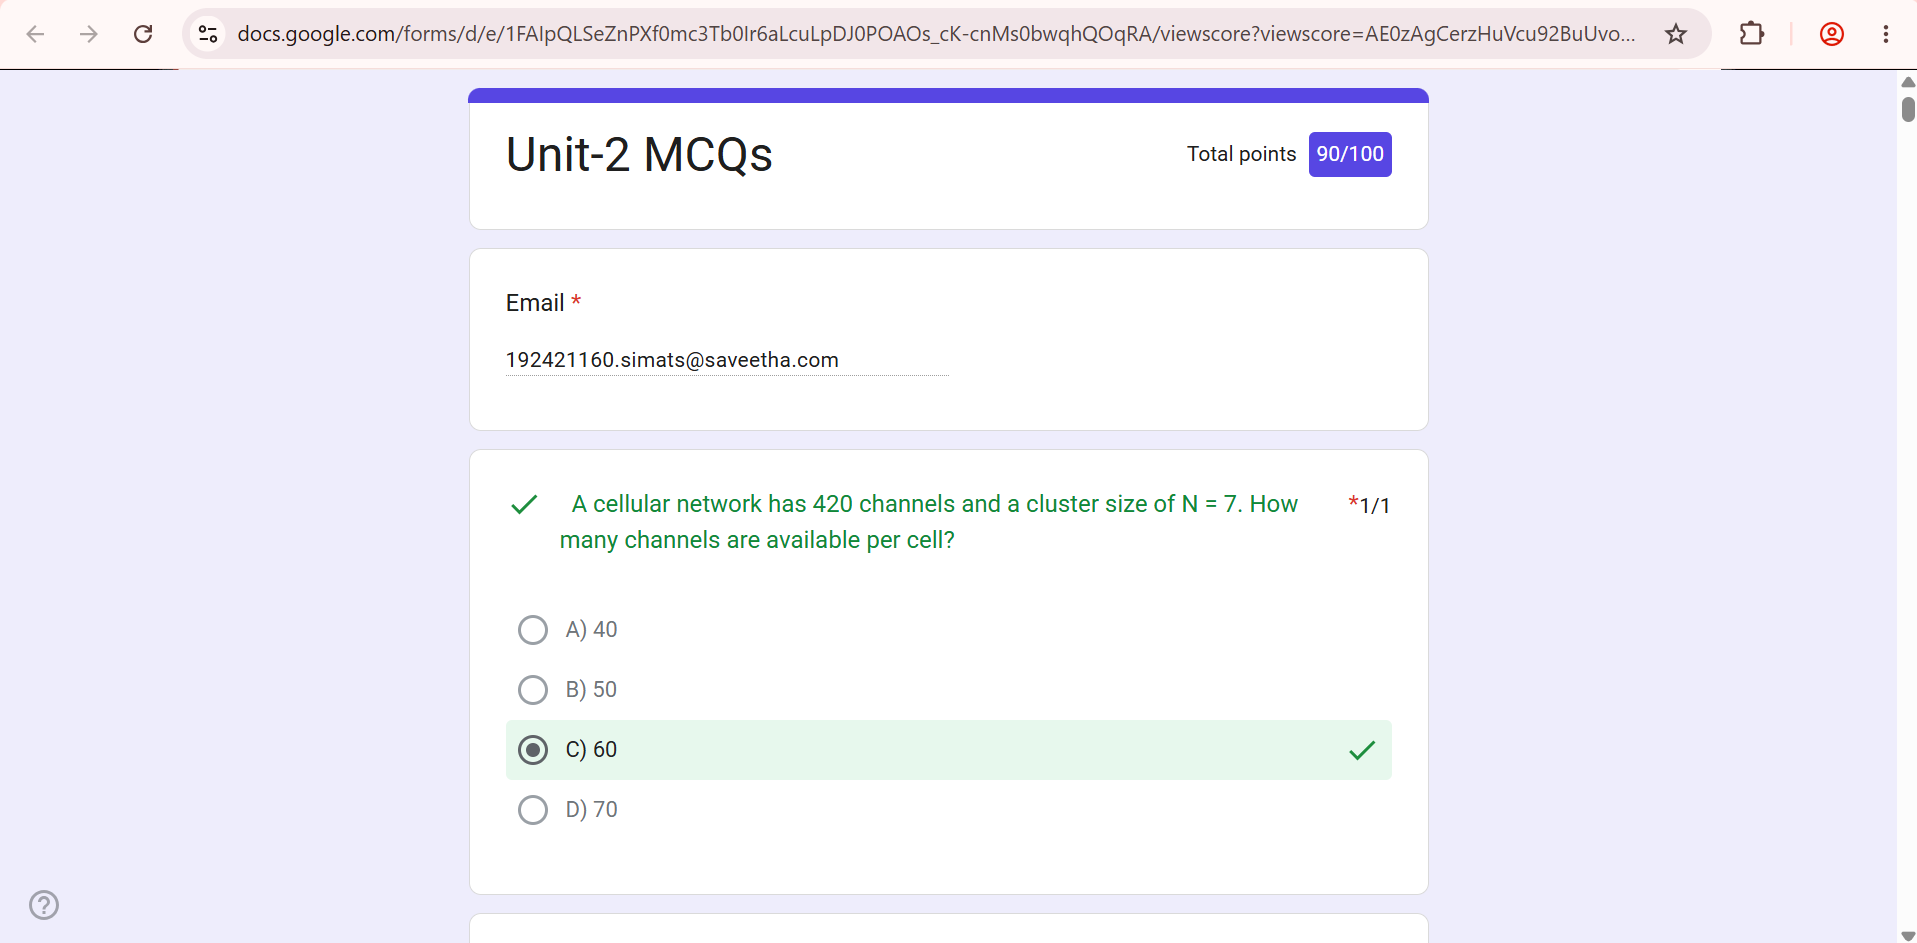 docs.google.com/forms/d/e/1FAIpQLSeZnPXf0mc3Tb0Ir6aLcuLpDJ0POAOs_cK-cnMs0bwqhQOqRA/viewscore?viewscore=AE0zAgCerzHuVcu92BuUvo...
Unit-2 MCQs
Total points 90/100
Email *
192421160.simats@saveetha.com
A cellular network has 420 channels and a cluster size of N = 7. How *1/1
many channels are available per cell?
A) 40
B) 50
C) 60
D) 70